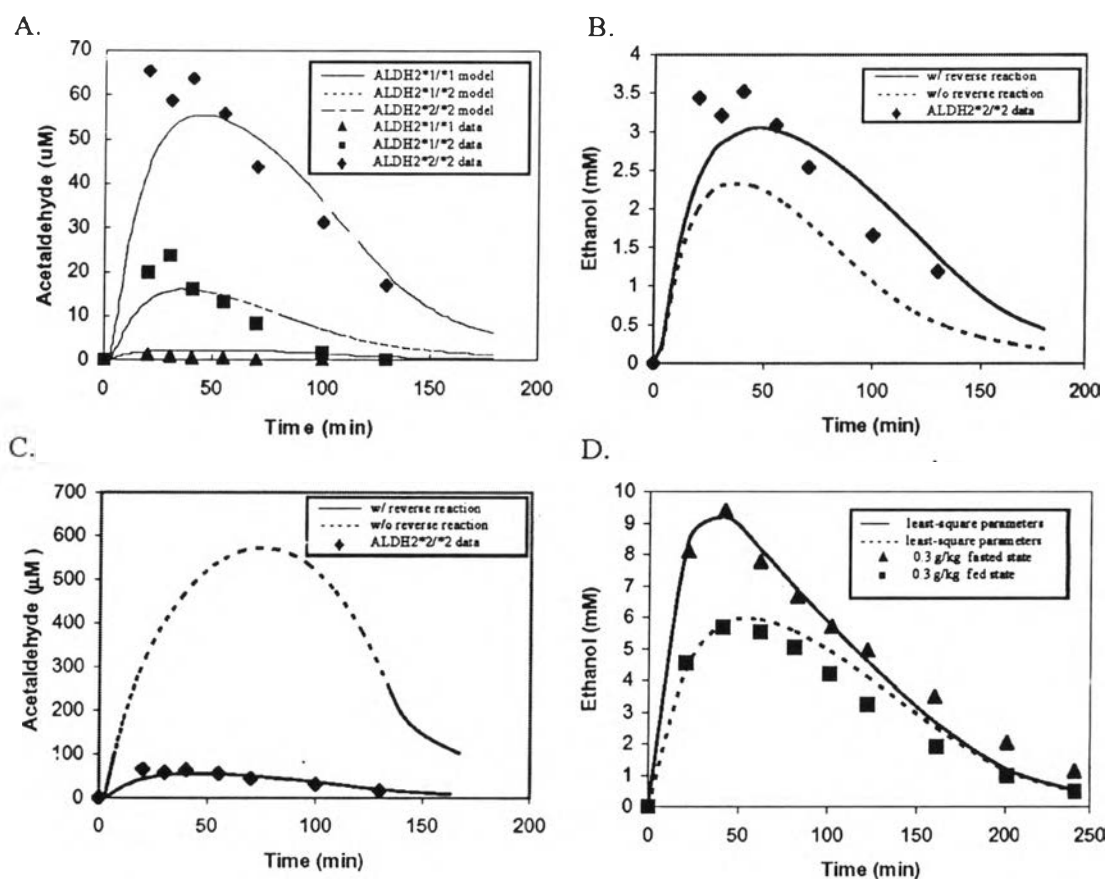 A.
70
60
50
40
30
20
10
0
Acetaldehyde (uM)
ALDH2*1/*1 model
ALDH2*1/*2 model
ALDH2*2/*2 model
ALDH2*1/*1 data
ALDH2*1/*2 data
ALDH2*2/*2 data
0 50 100 150 200
Time (min)
B.
4
3.5
3
2.5
2
1.5
1
0.5
0
Ethanol (mM)
w/ reverse reaction
w/o reverse reaction
ALDH2*2/*2 data
0 50 100 150 200
Time (min)
C.
700
600
500
400
300
200
100
0
Acetaldehyde (µM)
w/ reverse reaction
w/o reverse reaction
ALDH2*2/*2 data
0 50 100 150 200
Time (min)
D.
10
9
8
7
6
5
4
3
2
1
0
Ethanol (mM)
least-square parameters
least-square parameters
0.3 g/kg fasted state
0.3 g/kg fed state
0 50 100 150 200 250
Time (min)